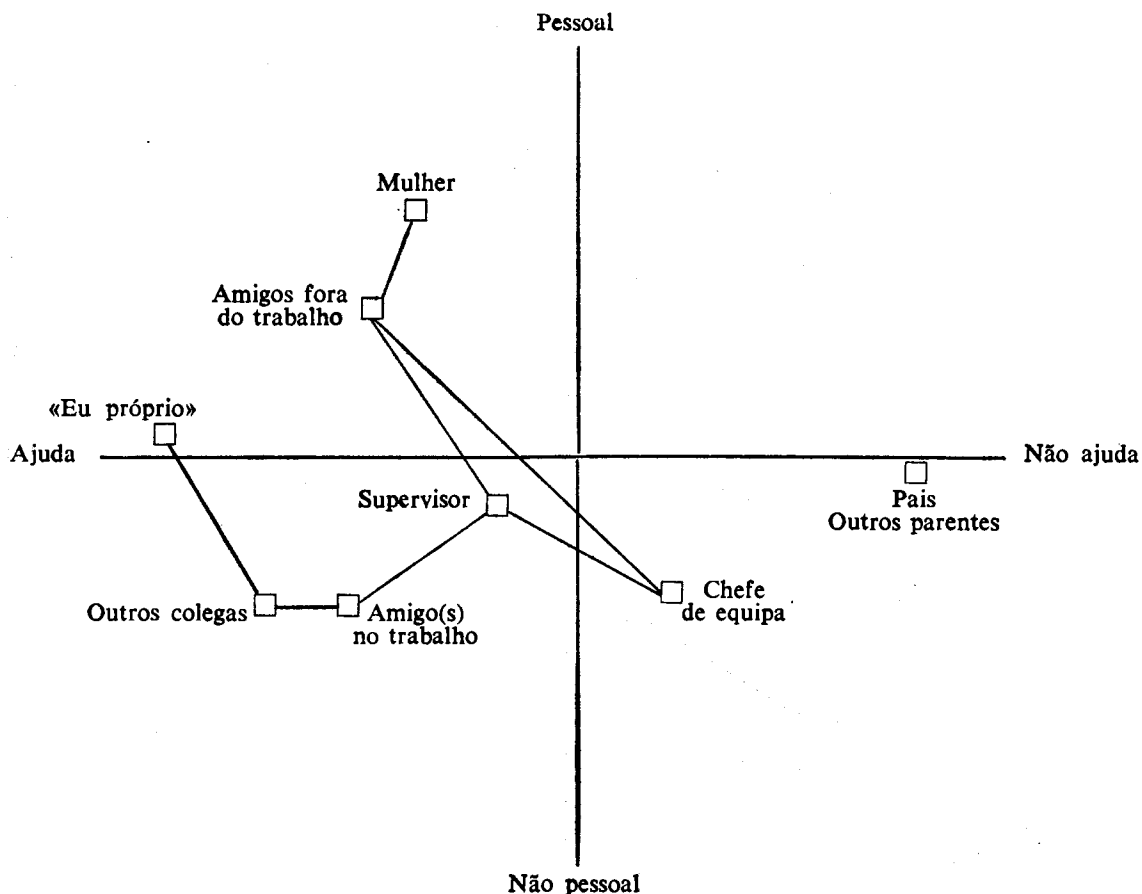 Pessoal
Mulher
Amigos fora
do trabalho
«Eu próprio»
Ajuda
Não ajuda
Supervisor
Pais
Outros parentes
Outros colegas
Amigo(s)
no trabalho
Chefe
de equipa
Não pessoal